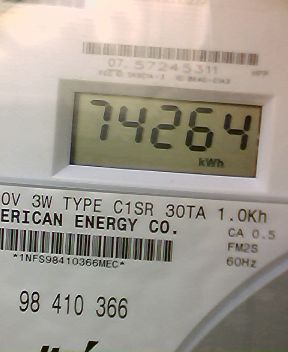 07. 57245311
74264
kWh
0V 3W TYPE C1SR 30TA 1.0Kh
ERICAN ENERGY CO.
CA 0.5
FM2S
*1NFS98410366MEC*
60Hz
98 410 366